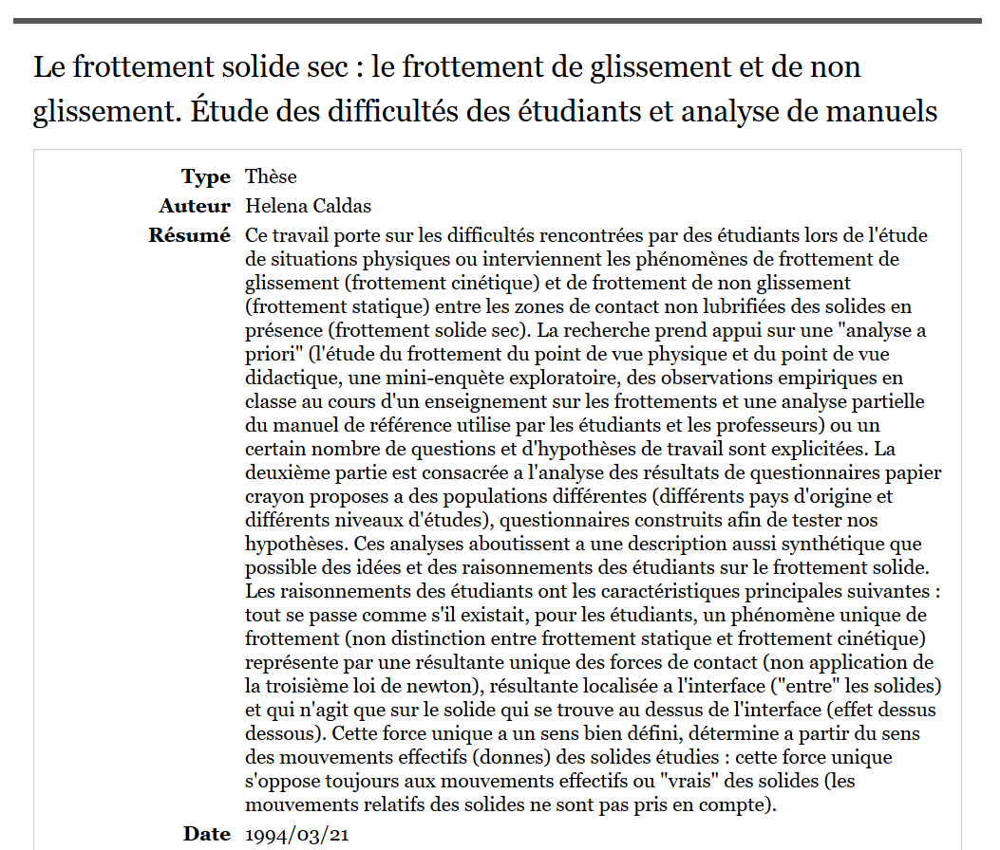 Le frottement solide sec : le frottement de glissement et de non
glissement. Étude des difficultés des étudiants et analyse de manuels
Type Thèse
Auteur Helena Caldas
Résumé Ce travail porte sur les difficultés rencontrées par des étudiants lors de l'étude
de situations physiques ou interviennent les phénomènes de frottement de
glissement (frottement cinétique) et de frottement de non glissement
(frottement statique) entre les zones de contact non lubrifiées des solides en
présence (frottement solide sec). La recherche prend appui sur une "analyse a
priori" (l'étude du frottement du point de vue physique et du point de vue
didactique, une mini-enquète exploratoire, des observations empiriques en
classe au cours d'un enseignement sur les frottements et une analyse partielle
du manuel de référence utilise par les étudiants et les professeurs) ou un
certain nombre de questions et d'hypothèses de travail sont explicitées. La
deuxième partie est consacrée a l'analyse des résultats de questionnaires papier
crayon proposes a des populations différentes (différents pays d'origine et
différents niveaux d'études), questionnaires construits afin de tester nos
hypothèses. Ces analyses aboutissent a une description aussi synthétique que
possible des idées et des raisonnements des étudiants sur le frottement solide.
Les raisonnements des étudiants ont les caractéristiques principales suivantes :
tout se passe comme s'il existait, pour les étudiants, un phénomène unique de
frottement (non distinction entre frottement statique et frottement cinétique)
représente par une résultante unique des forces de contact (non application de
la troisième loi de newton), résultante localisée a l'interface ("entre" les solides)
et qui n'agit que sur le solide qui se trouve au dessus de l'interface (effet dessus
dessous). Cette force unique a un sens bien défini, détermine a partir du sens
des mouvements effectifs (donnes) des solides étudies : cette force unique
s'oppose toujours aux mouvements effectifs ou "vrais" des solides (les
mouvements relatifs des solides ne sont pas pris en compte).
Date 1994/03/21